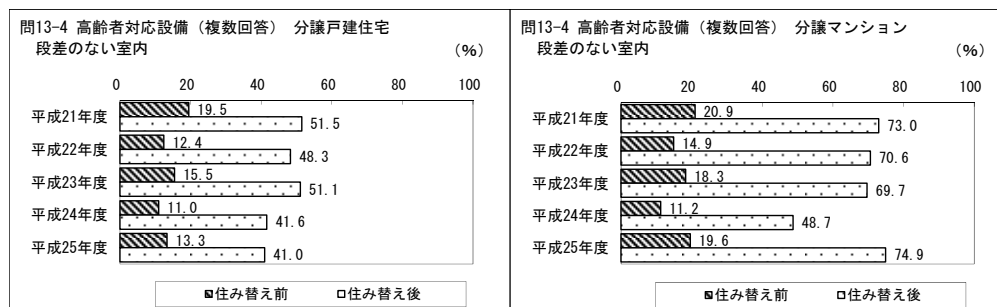 問13-4 高齢者対応設備（複数回答） 分譲戸建住宅
段差のない室内
（%）
0 20 40 60 80 100
平成21年度 19.5
51.5
平成22年度 12.4
48.3
平成23年度 15.5
51.1
平成24年度 11.0
41.6
平成25年度 13.3
41.0
住み替え前 住み替え後
問13-4 高齢者対応設備（複数回答） 分譲マンション
段差のない室内
（%）
0 20 40 60 80 100
平成21年度 20.9
73.0
平成22年度 14.9
70.6
平成23年度 18.3
69.7
平成24年度 11.2
48.7
平成25年度 19.6
74.9
住み替え前 住み替え後